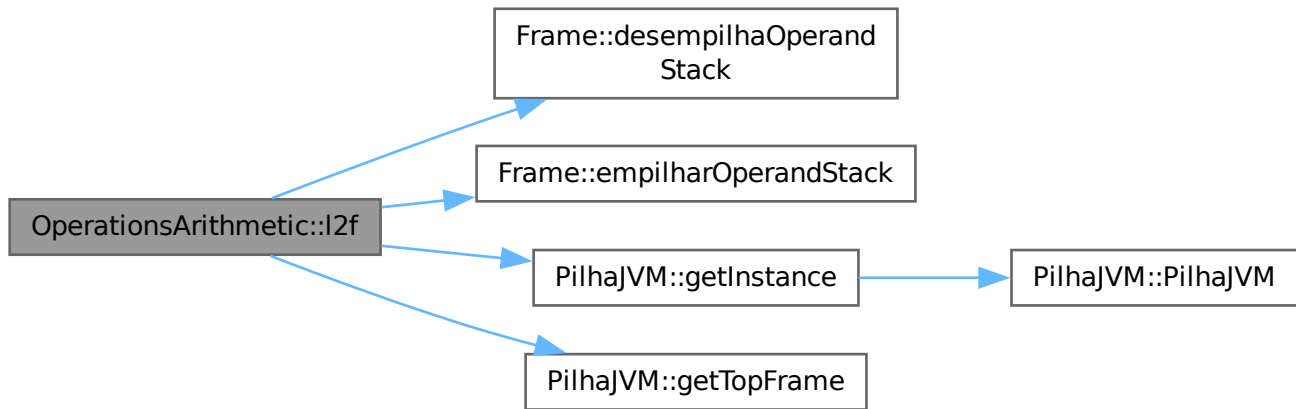 Frame::desempilhaOperand
Stack
Frame::empilharOperandStack
OperationsArithmetic::l2f
PilhaJVM::getInstance
PilhaJVM::PilhaJVM
PilhaJVM::getTopFrame